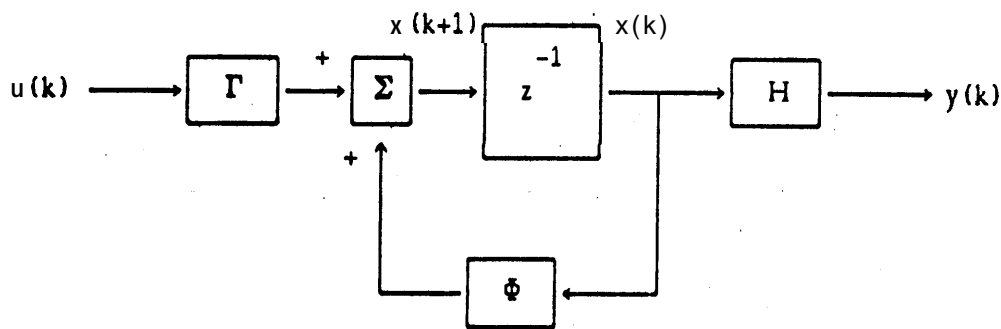 x(k+1) x(k)
+ z⁻¹
u(k) Γ Σ H y(k)
+
Φ